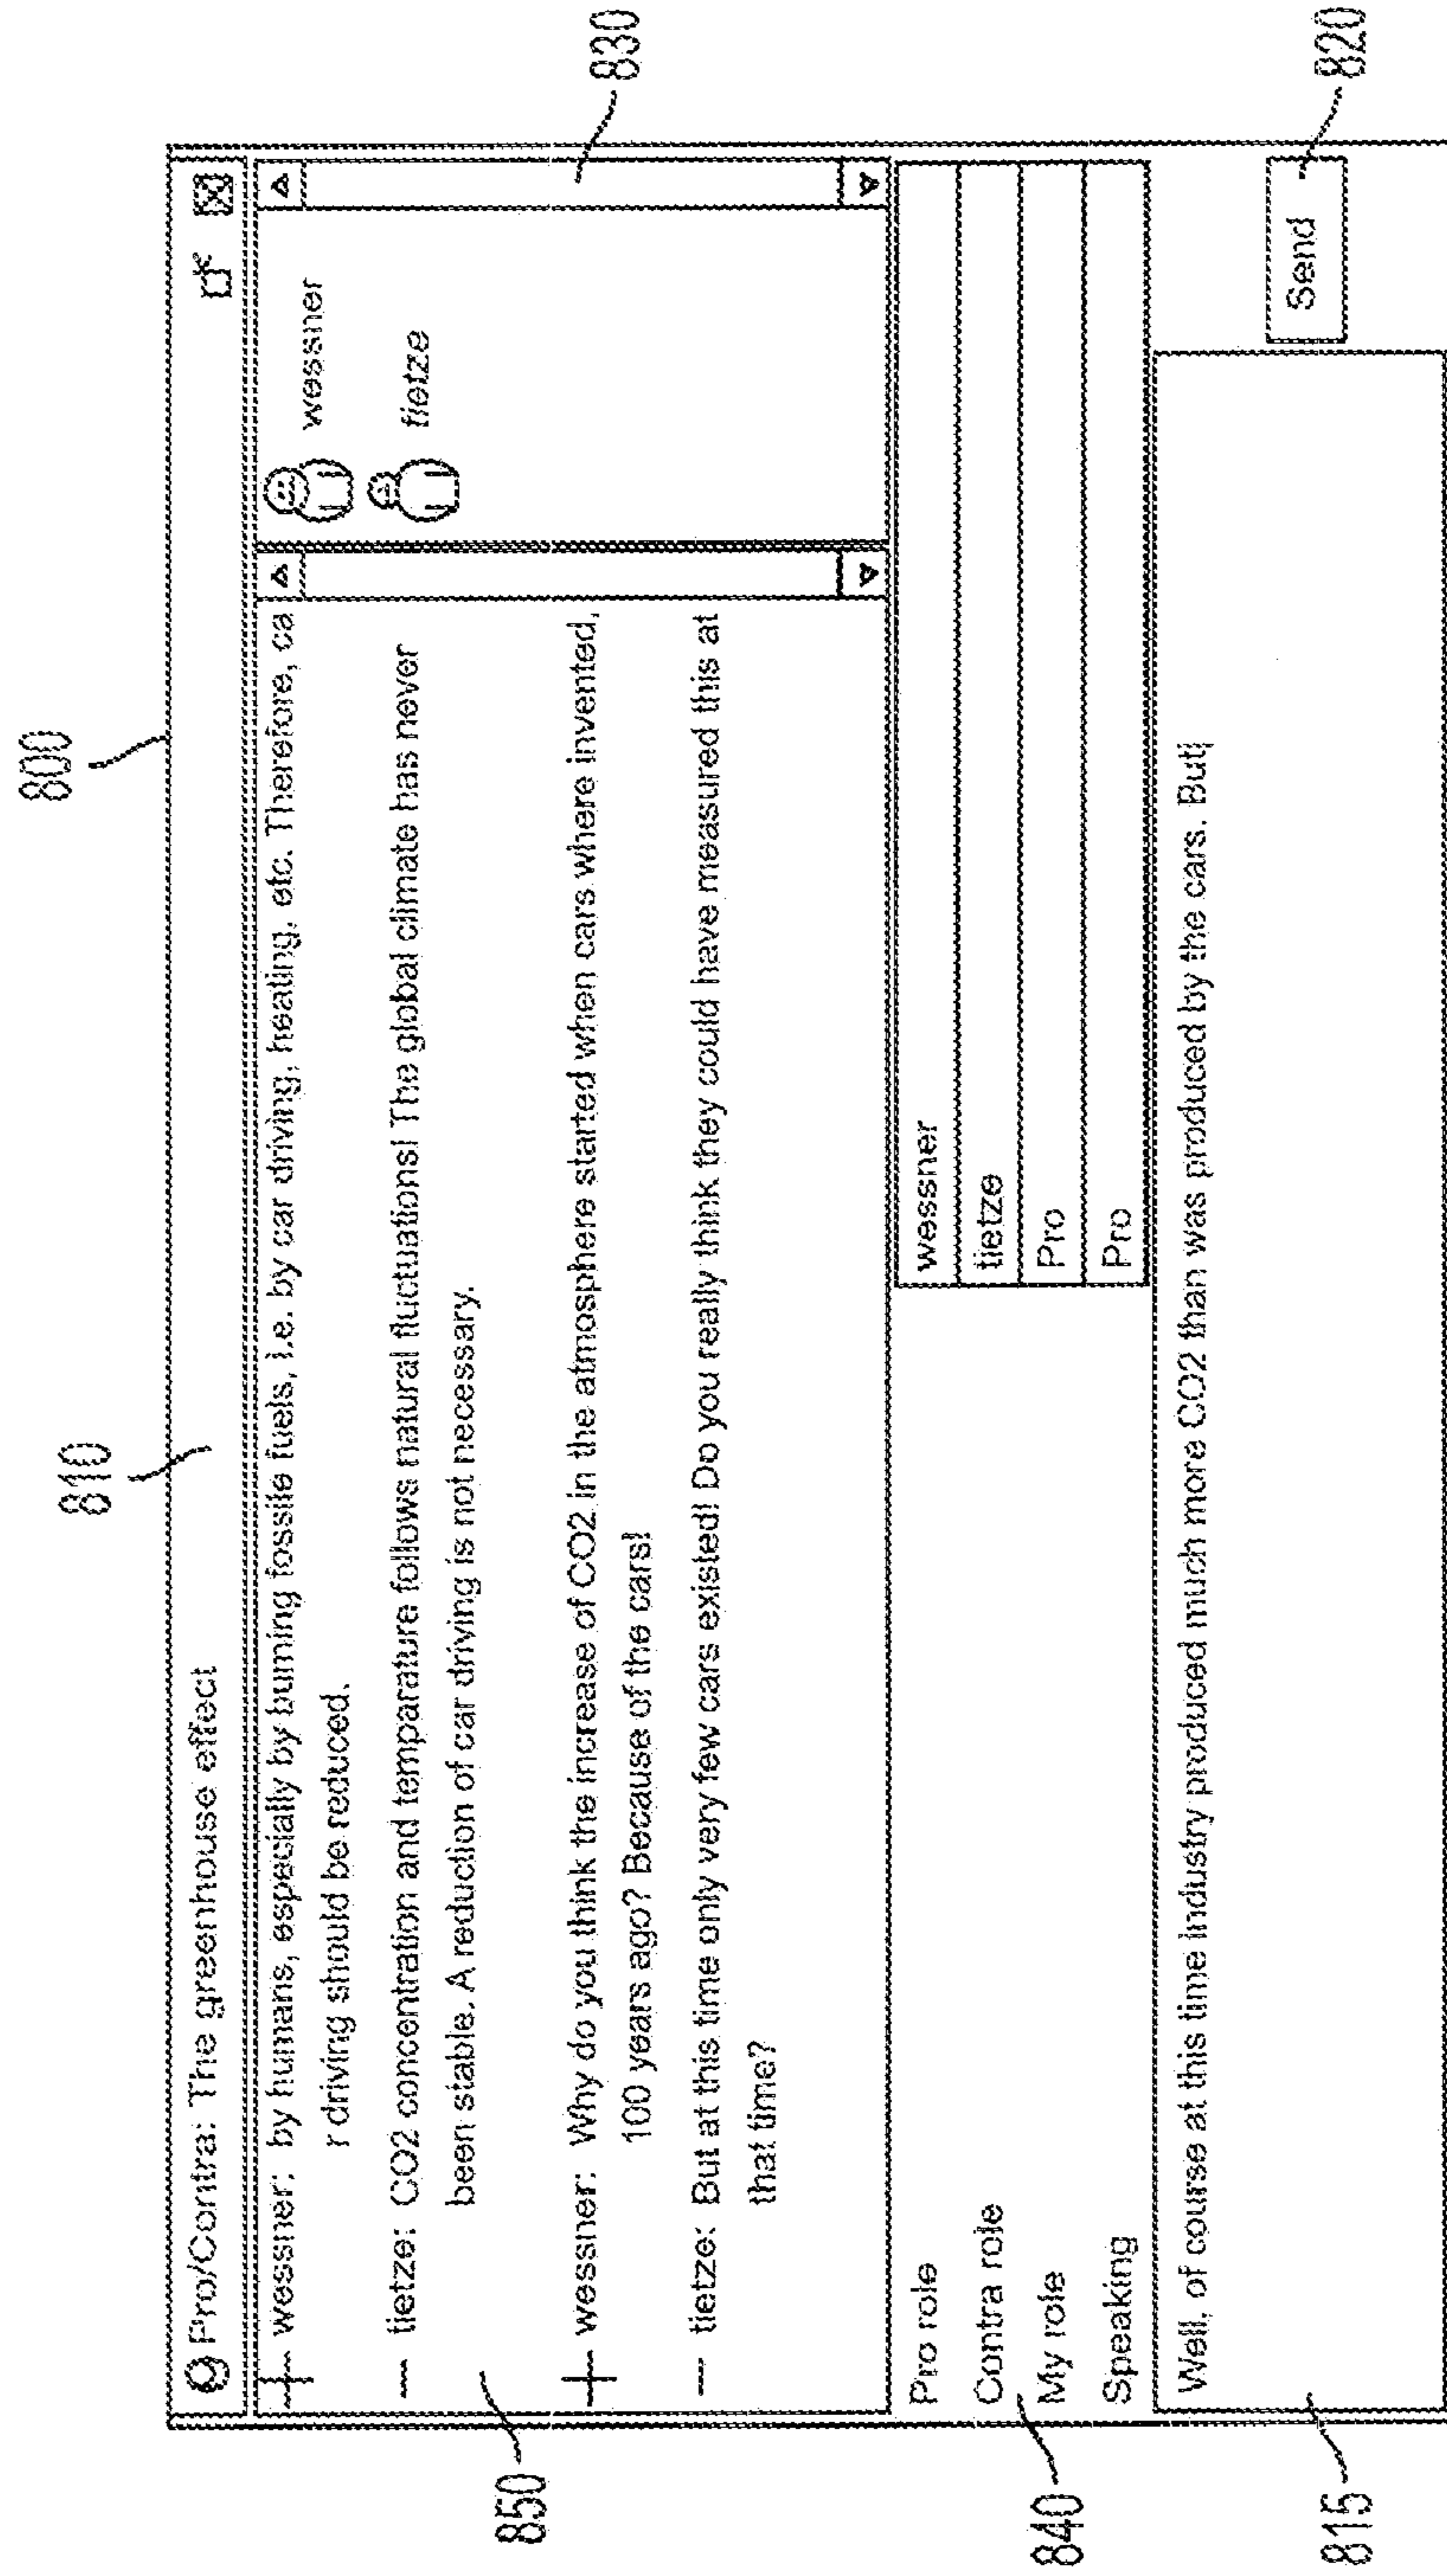 800
810
Pro/Contra: The greenhouse effect
+ wessner: by humans, especially by burning fossile fuels, i.e. by car driving, heating, etc. Therefore, ca
r driving should be reduced.
— tietze: CO2 concentration and temparature follows natural fluctuations! The global climate has never
been stable. A reduction of car driving is not necessary.
+ wessner: Why do you think the increase of CO2 in the atmosphere started when cars where invented,
100 years ago? Because of the cars!
— tietze: But at this time only very few cars existed! Do you really think they could have measured this at
that time?
wessner
tietze
830
850
Pro role wessner
Contra role tietze
My role Pro
Speaking Pro
840
Well, of course at this time industry produced much more CO2 than was produced by the cars. But
Send
815
820